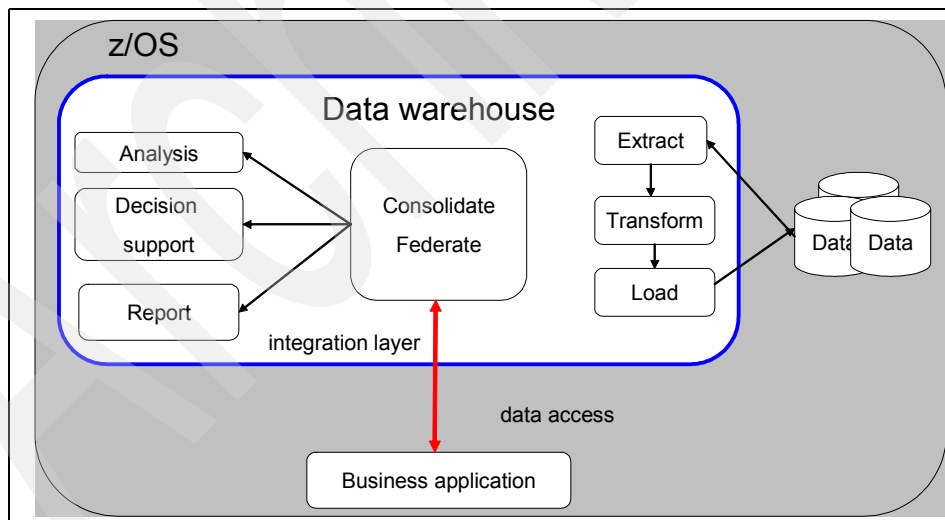 z/OS
Data warehouse
Analysis
Decision
support
Report
Consolidate
Federate
Extract
Transform
Load
Data
Data
integration layer
data access
Business application